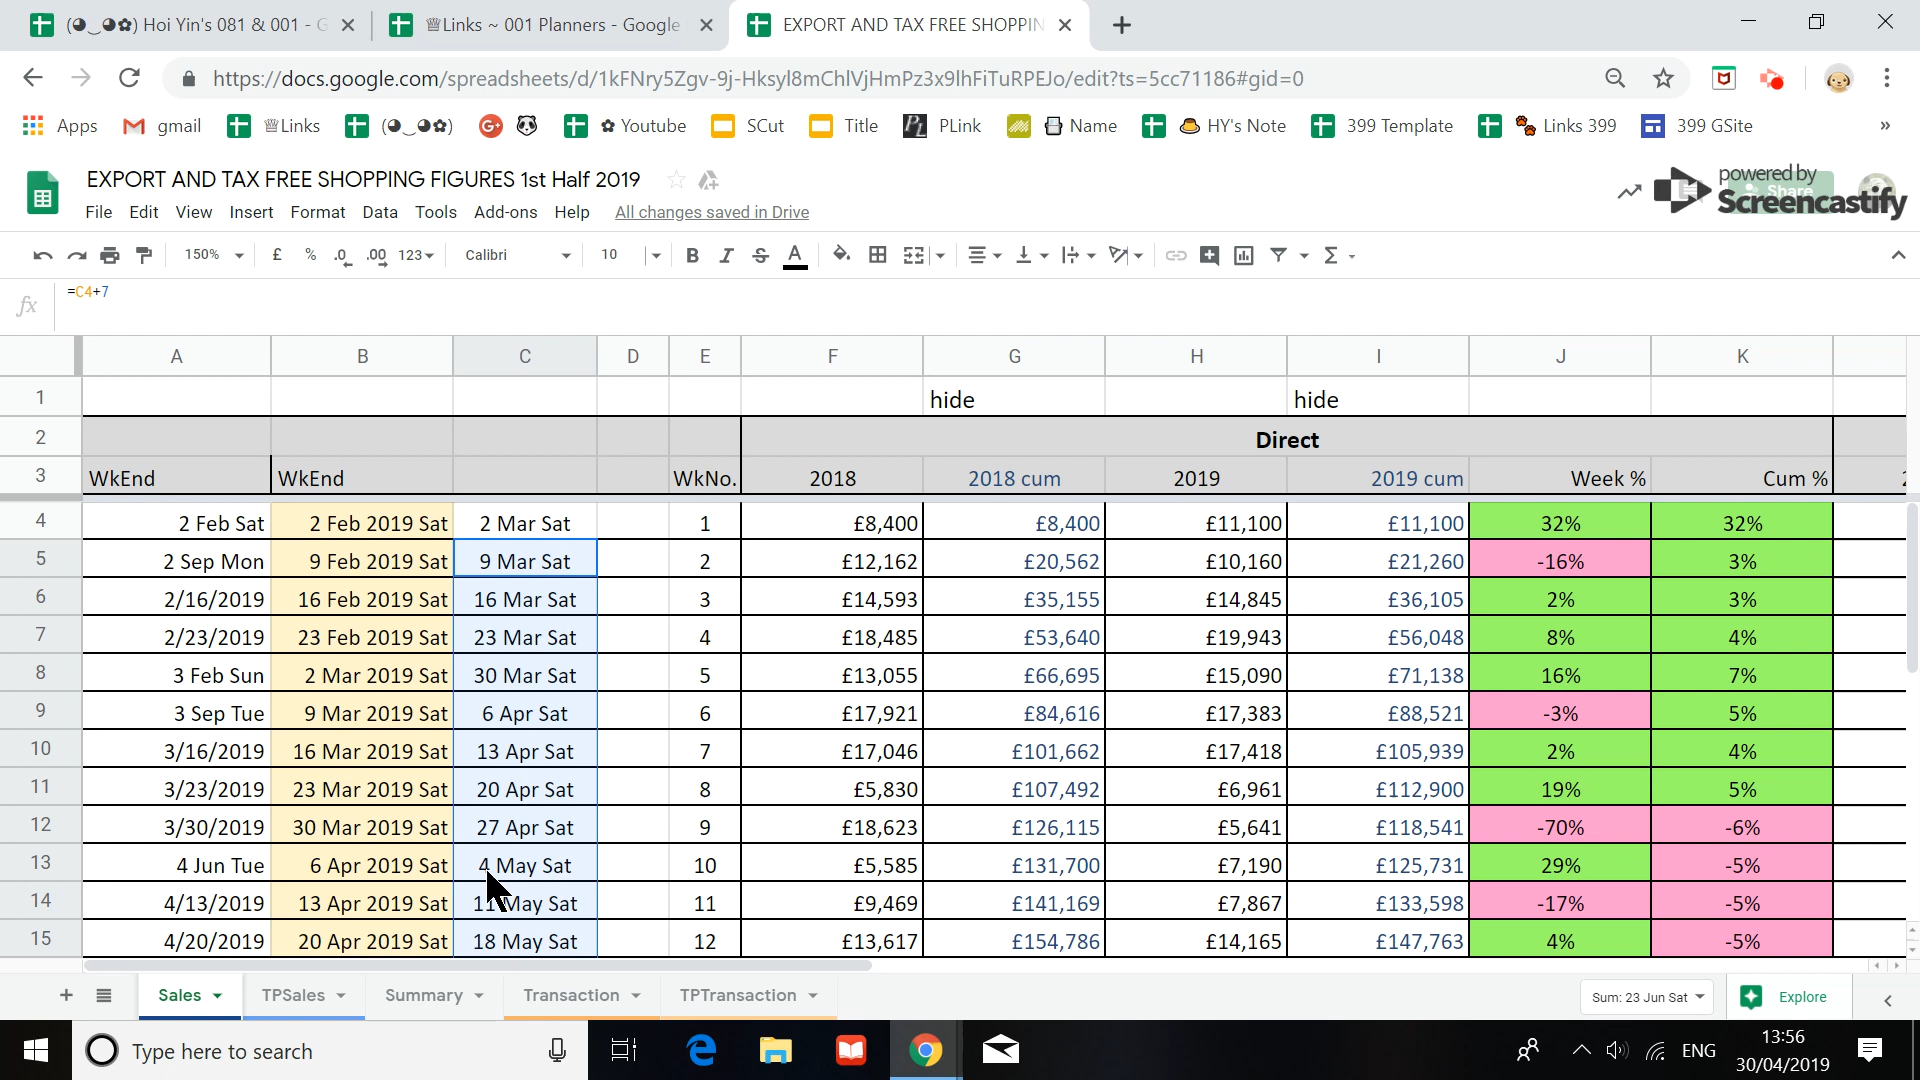 (◕‿◕✿) Hoi Yin's 081 & 001 - G
♕Links ~ 001 Planners - Google
EXPORT AND TAX FREE SHOPPIN
https://docs.google.com/spreadsheets/d/1kFNry5Zgv-9j-Hksyl8mChlVjHmPz3x9lhFiTuRPEJo/edit?ts=5cc71186#gid=0
Apps gmail ♕Links (◕‿◕✿) ✿ Youtube SCut Title PLink Name HY's Note 399 Template Links 399 399 GSite »
EXPORT AND TAX FREE SHOPPING FIGURES 1st Half 2019
powered by
Share
Screencastify
File Edit View Insert Format Data Tools Add-ons Help All changes saved in Drive
150% £ % .0 .00 123 Calibri 10 B I S A Σ
fx =C4+7
A B C D E F G H I J K
1 hide hide
2 Direct
3 WkEnd WkEnd WkNo. 2018 2018 cum 2019 2019 cum Week % Cum %
4 2 Feb Sat 2 Feb 2019 Sat 2 Mar Sat 1 £8,400 £8,400 £11,100 £11,100 32% 32%
5 2 Sep Mon 9 Feb 2019 Sat 9 Mar Sat 2 £12,162 £20,562 £10,160 £21,260 -16% 3%
6 2/16/2019 16 Feb 2019 Sat 16 Mar Sat 3 £14,593 £35,155 £14,845 £36,105 2% 3%
7 2/23/2019 23 Feb 2019 Sat 23 Mar Sat 4 £18,485 £53,640 £19,943 £56,048 8% 4%
8 3 Feb Sun 2 Mar 2019 Sat 30 Mar Sat 5 £13,055 £66,695 £15,090 £71,138 16% 7%
9 3 Sep Tue 9 Mar 2019 Sat 6 Apr Sat 6 £17,921 £84,616 £17,383 £88,521 -3% 5%
10 3/16/2019 16 Mar 2019 Sat 13 Apr Sat 7 £17,046 £101,662 £17,418 £105,939 2% 4%
11 3/23/2019 23 Mar 2019 Sat 20 Apr Sat 8 £5,830 £107,492 £6,961 £112,900 19% 5%
12 3/30/2019 30 Mar 2019 Sat 27 Apr Sat 9 £18,623 £126,115 £5,641 £118,541 -70% -6%
13 4 Jun Tue 6 Apr 2019 Sat 4 May Sat 10 £5,585 £131,700 £7,190 £125,731 29% -5%
14 4/13/2019 13 Apr 2019 Sat 11 May Sat 11 £9,469 £141,169 £7,867 £133,598 -17% -5%
15 4/20/2019 20 Apr 2019 Sat 18 May Sat 12 £13,617 £154,786 £14,165 £147,763 4% -5%
Sales TPSales Summary Transaction TPTransaction Sum: 23 Jun Sat Explore
Type here to search
ENG
13:56
30/04/2019